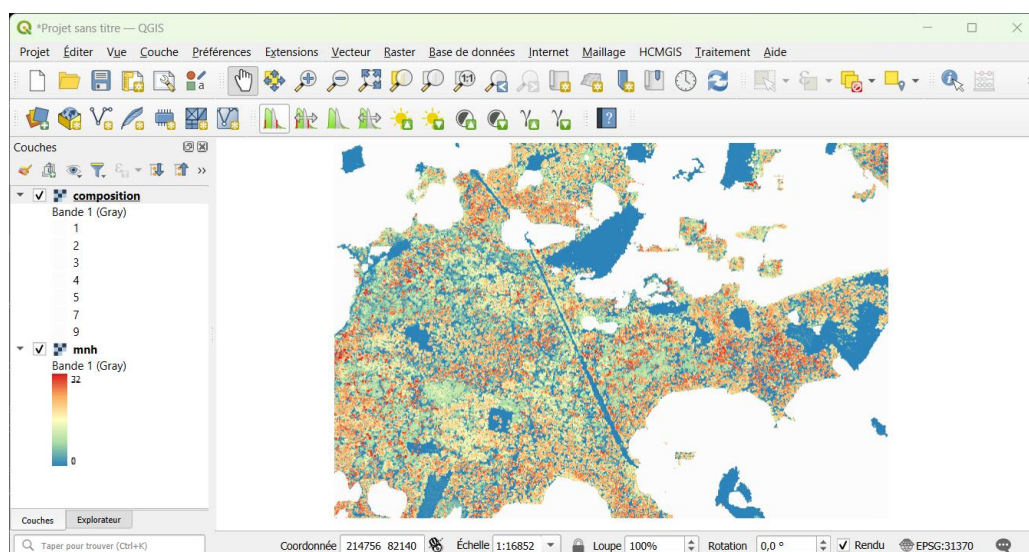 *Projet sans titre — QGIS
Projet Éditer Vue Couche Préférences Extensions Vecteur Raster Base de données Internet Maillage HCMGIS Traitement Aide
Couches
composition
Bande 1 (Gray)
1
2
3
4
5
7
9
mnh
Bande 1 (Gray)
32
0
Couches Explorateur
Taper pour trouver (Ctrl+K) Coordonnée 214756 82140 Échelle 1:16852 Loupe 100% Rotation 0,0 ° Rendu EPSG:31370